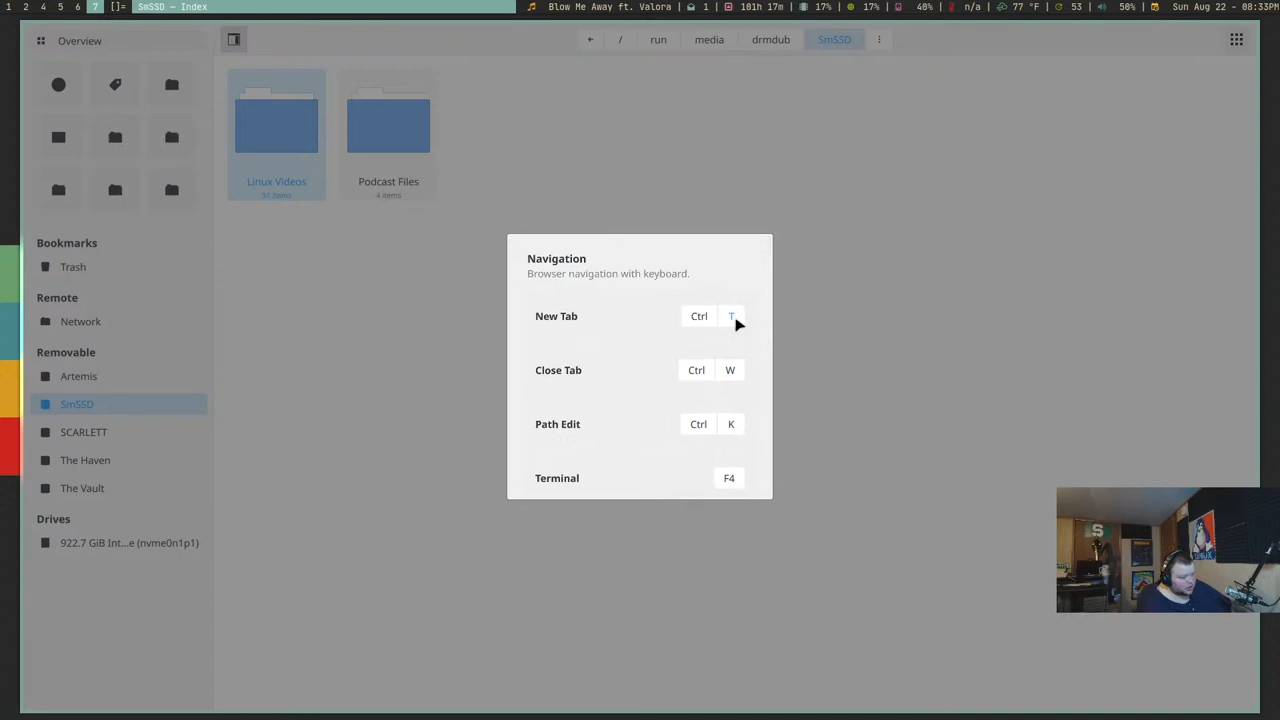 1 2 4 5 6 7 []= SmSSD — Index
Blow Me Away ft. Valora | 1 | 101h 17m | 17% | 17% | 40% | n/a | 77 °F | 53 | 50% | Sun Aug 22 - 08:33PM
Overview
/ run media drmdub SmSSD
Linux Videos
31 items
Podcast Files
4 items
Bookmarks
Trash
Remote
Network
Removable
Artemis
SmSSD
SCARLETT
The Haven
The Vault
Drives
922.7 GiB Int...e (nvme0n1p1)
Navigation
Browser navigation with keyboard.
New Tab Ctrl T
Close Tab Ctrl W
Path Edit Ctrl K
Terminal F4